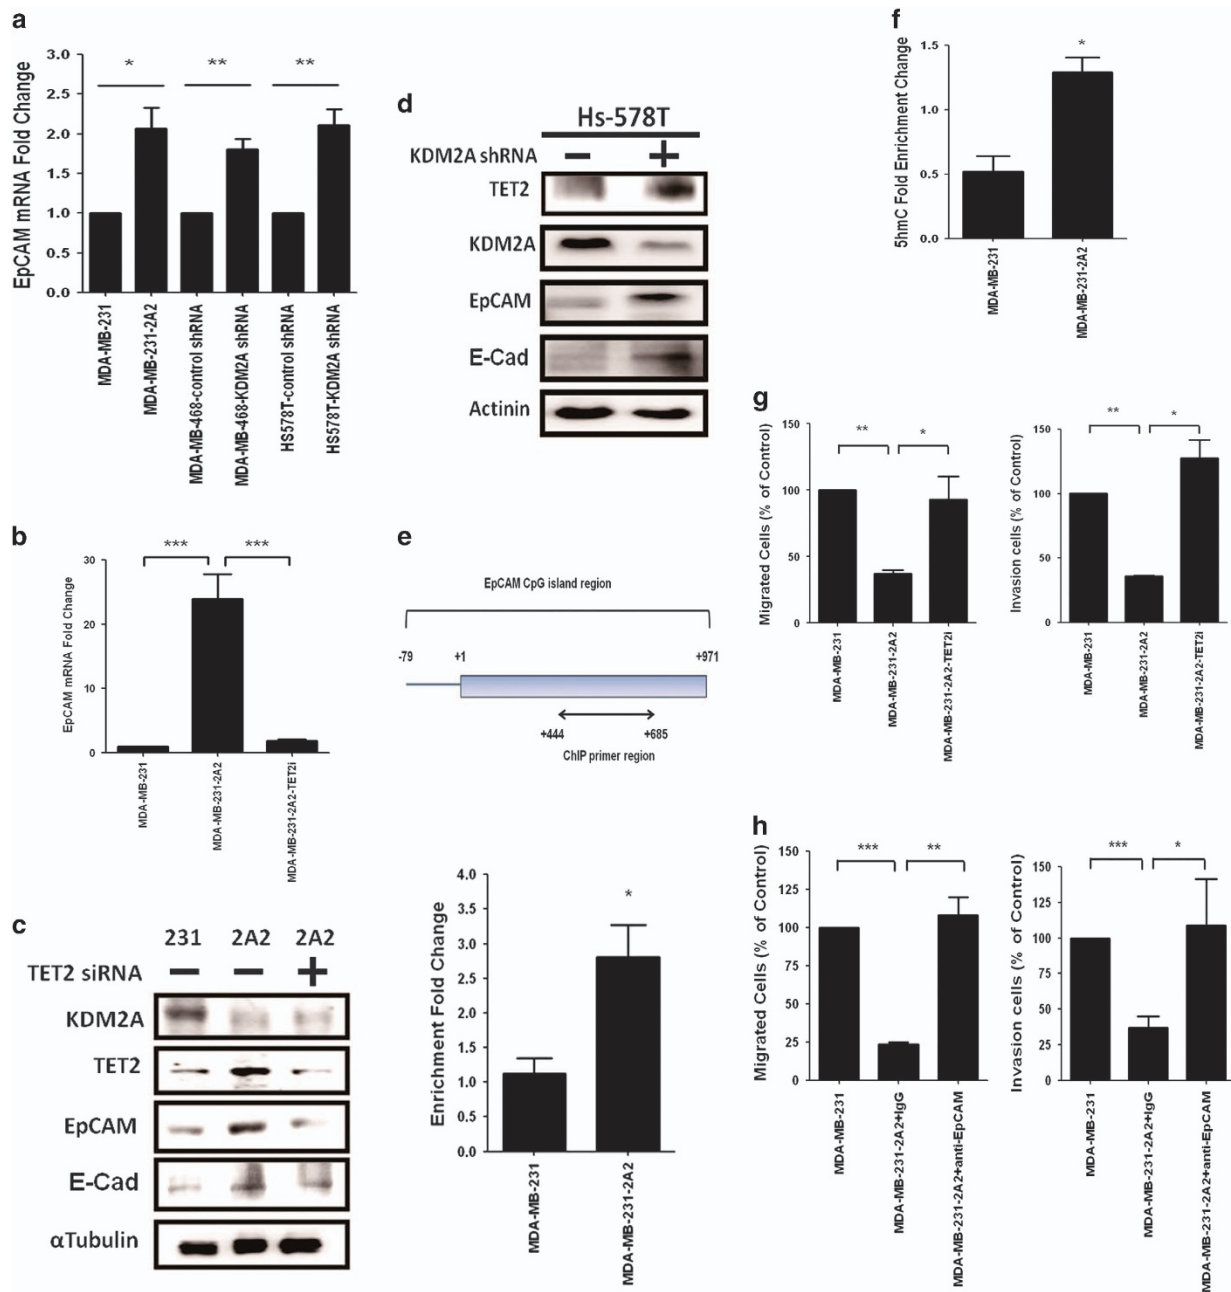 a
EpCAM mRNA Fold Change
3.0
2.5
2.0
1.5
1.0
0.5
0.0
*
**
**
MDA-MB-231
MDA-MB-231-2A2
MDA-MB-468-control shRNA
MDA-MB-468-KDM2A shRNA
HS578T-control shRNA
HS578T-KDM2A shRNA
b
EpCAM mRNA Fold Change
30
20
10
0
***
***
MDA-MB-231
MDA-MB-231-2A2
MDA-MB-231-2A2-TET2i
c
231 2A2 2A2
TET2 siRNA − − +
KDM2A
TET2
EpCAM
E-Cad
αTubulin
d
Hs-578T
KDM2A shRNA − +
TET2
KDM2A
EpCAM
E-Cad
Actinin
e
EpCAM CpG island region
-79 +1 +971
+444 +685
ChIP primer region
Enrichment Fold Change
4.0
3.5
3.0
2.5
2.0
1.5
1.0
0.5
0.0
*
MDA-MB-231
MDA-MB-231-2A2
f
5hmC Fold Enrichment Change
1.5
1.0
0.5
0.0
*
MDA-MB-231
MDA-MB-231-2A2
g
Migrated Cells (% of Control)
150
100
50
0
**
*
MDA-MB-231
MDA-MB-231-2A2
MDA-MB-231-2A2-TET2i
Invasion cells (% of Control)
150
100
50
0
**
*
MDA-MB-231
MDA-MB-231-2A2
MDA-MB-231-2A2-TET2i
h
Migrated Cells (% of Control)
150
125
100
75
50
25
0
***
**
MDA-MB-231
MDA-MB-231-2A2+IgG
MDA-MB-231-2A2+anti-EpCAM
Invasion cells (% of Control)
150
125
100
75
50
25
0
***
*
MDA-MB-231
MDA-MB-231-2A2+IgG
MDA-MB-231-2A2+anti-EpCAM